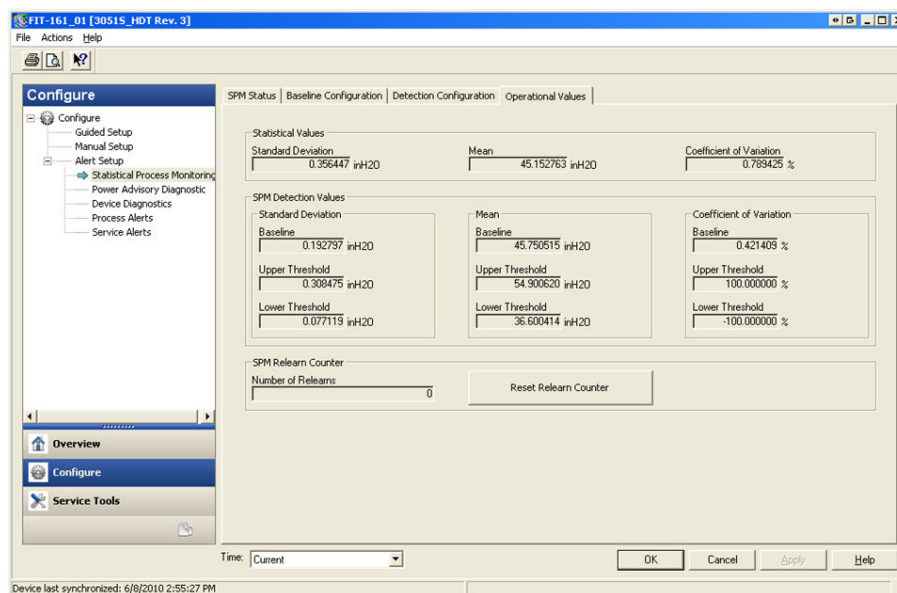 FIT-161_01 [3051S_HDT Rev. 3]
File Actions Help
Configure
Configure
Guided Setup
Manual Setup
Alert Setup
Statistical Process Monitoring
Power Advisory Diagnostic
Device Diagnostics
Process Alerts
Service Alerts
Overview
Configure
Service Tools
SPM Status Baseline Configuration Detection Configuration Operational Values
Statistical Values
Standard Deviation Mean Coefficient of Variation
0.356447 inH2O 45.152763 inH2O 0.789425 %
SPM Detection Values
Standard Deviation Mean Coefficient of Variation
Baseline Baseline Baseline
0.192797 inH2O 45.750515 inH2O 0.421409 %
Upper Threshold Upper Threshold Upper Threshold
0.308475 inH2O 54.900620 inH2O 100.000000 %
Lower Threshold Lower Threshold Lower Threshold
0.077119 inH2O 36.600414 inH2O -100.000000 %
SPM Relearn Counter
Number of Relearns
0 Reset Relearn Counter
Time: Current
OK Cancel Apply Help
Device last synchronized: 6/8/2010 2:55:27 PM